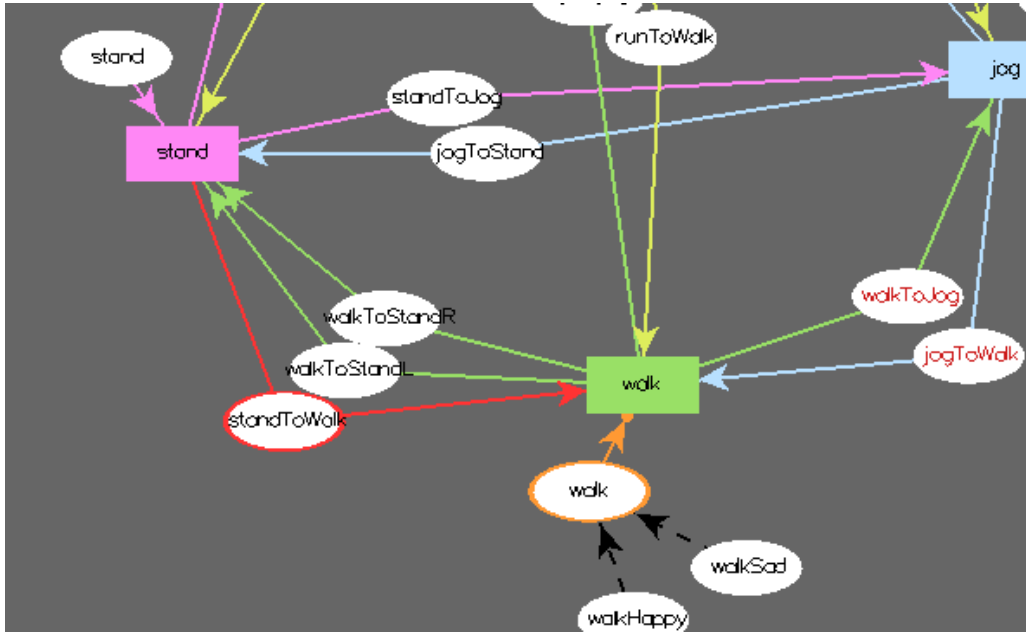 runToWalk
stand
jog
standToJog
stand
jogToStand
walkToJog
walkToStandR
jogToWalk
walkToStandL
walk
standToWalk
walk
walkSad
walkHappy